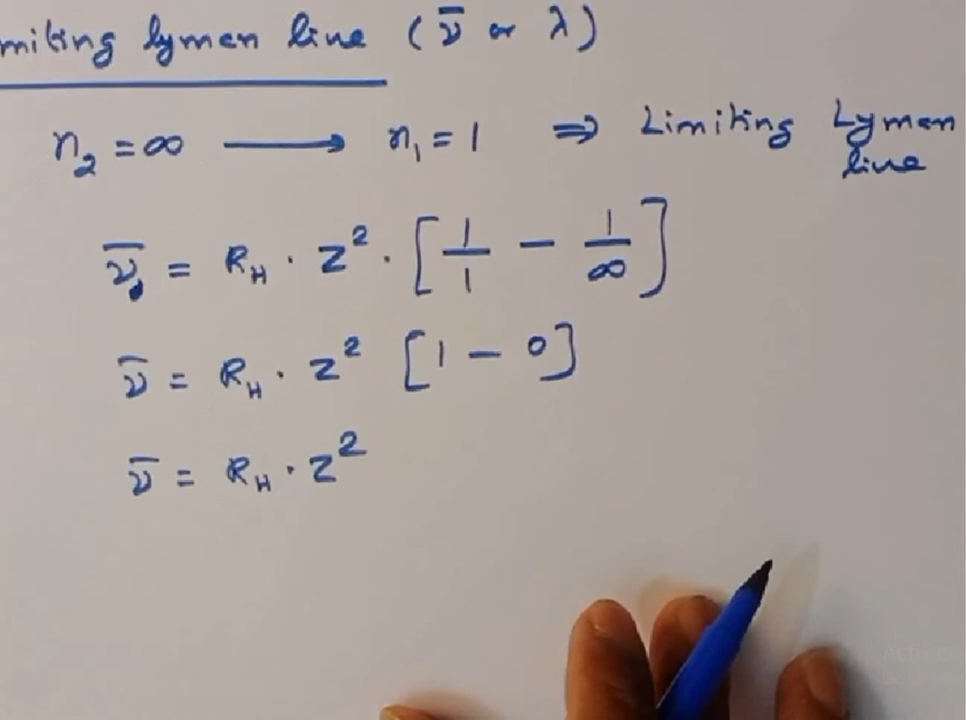 miting lymen line ( ν̅ or λ )
n₂ = ∞ ⟶ n₁ = 1 ⇒ Limiting Lymen line
ν̅ = R_H · Z² · [ 1/1 − 1/∞ ]
ν̅ = R_H · Z² [ 1 − 0 ]
ν̅ = R_H · Z²